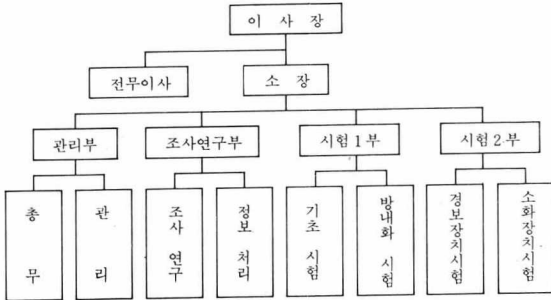 이 사 장
전무이사
소 장
관리부
조사연구부
시험 1 부
시험 2 부
총 무
관 리
조사 연구
정보 처리
기초 시험
방내화 시험
경보장치시험
소화장치시험